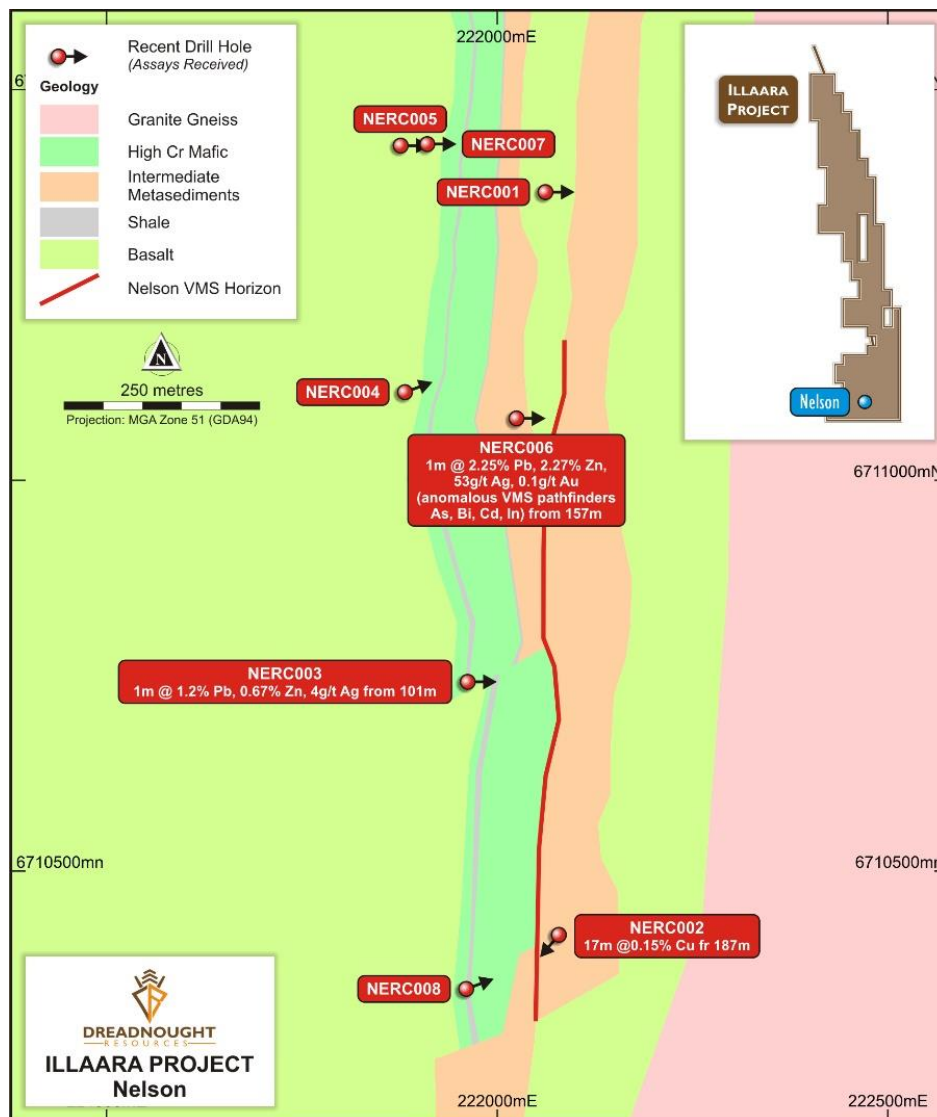 222000mE
Recent Drill Hole
(Assays Received)
Geology
Granite Gneiss
High Cr Mafic
Intermediate
Metasediments
Shale
Basalt
Nelson VMS Horizon
N
250 metres
Projection: MGA Zone 51 (GDA94)
ILLAARA
PROJECT
Nelson
NERC005
NERC007
NERC001
NERC004
NERC006
1m @ 2.25% Pb, 2.27% Zn,
53g/t Ag, 0.1g/t Au
(anomalous VMS pathfinders
As, Bi, Cd, In) from 157m
6711000mN
NERC003
1m @ 1.2% Pb, 0.67% Zn, 4g/t Ag from 101m
6710500mn
6710500m
NERC002
17m @0.15% Cu fr 187m
NERC008
DREADNOUGHT
RESOURCES
ILLAARA PROJECT
Nelson
222000mE
222500mE